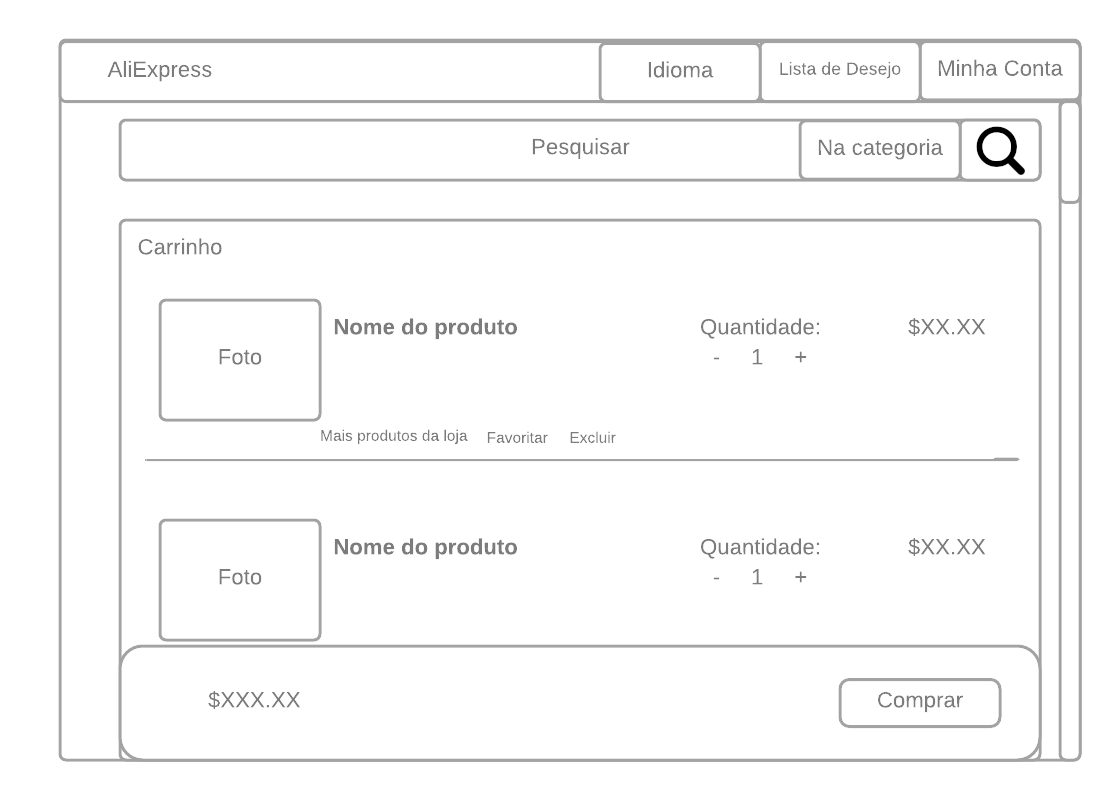 AliExpress
Idioma
Lista de Desejo
Minha Conta
Pesquisar
Na categoria
Carrinho
Foto
Nome do produto
Quantidade:
- 1 +
$XX.XX
Mais produtos da loja
Favoritar
Excluir
Foto
Nome do produto
Quantidade:
- 1 +
$XX.XX
$XXX.XX
Comprar